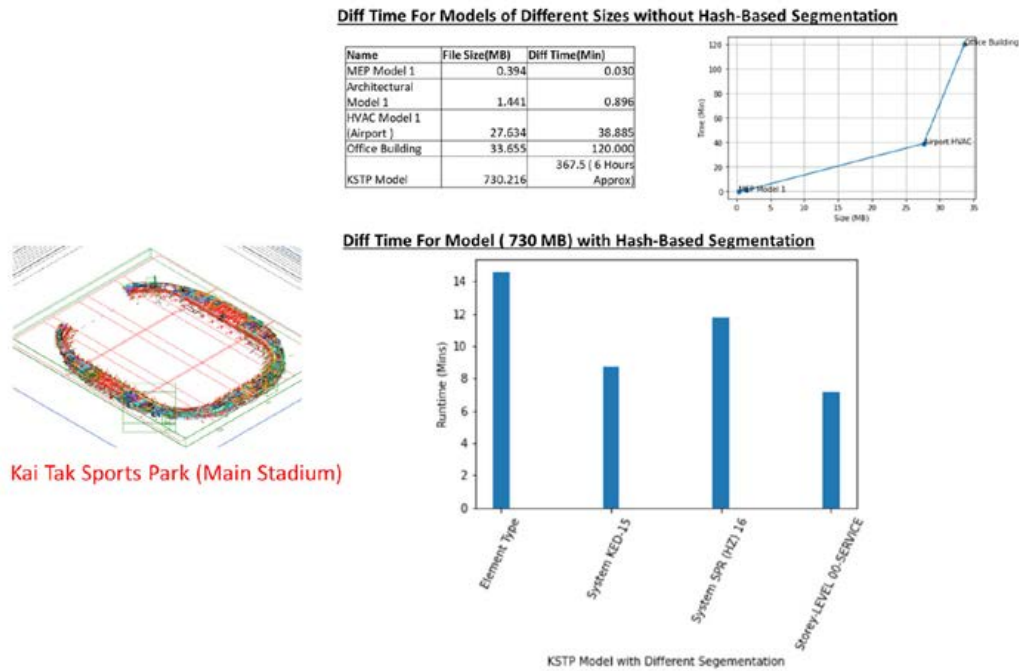 Diff Time For Models of Different Sizes without Hash-Based Segmentation
Name File Size(MB) Diff Time(Min)
MEP Model 1 0.394 0.030
Architectural
Model 1 1.441 0.896
HVAC Model 1
(Airport ) 27.634 38.885
Office Building 33.655 120.000
367.5 ( 6 Hours
KSTP Model 730.216 Approx)
Time (Min)
120
100
80
60
40
20
0
Office Building
Airport HVAC
MEP Model 1
0 5 10 15 20 25 30 35
Size (MB)
Diff Time For Model ( 730 MB) with Hash-Based Segmentation
Kai Tak Sports Park (Main Stadium)
Runtime (Mins)
14
12
10
8
6
4
2
0
Element Type
System KED-15
System SPR (HZ) 16
Storey-LEVEL 00-SERVICE
KSTP Model with Different Segementation